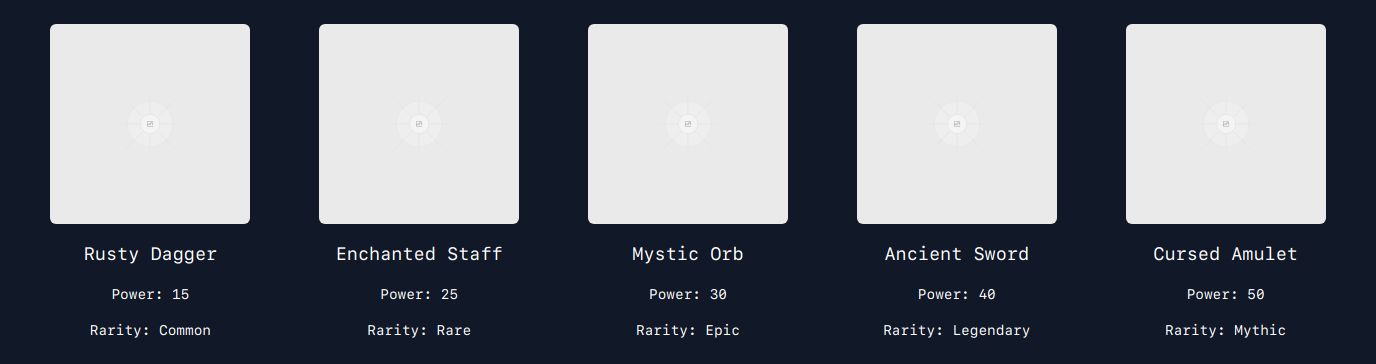 Rusty Dagger
Power: 15
Rarity: Common
Enchanted Staff
Power: 25
Rarity: Rare
Mystic Orb
Power: 30
Rarity: Epic
Ancient Sword
Power: 40
Rarity: Legendary
Cursed Amulet
Power: 50
Rarity: Mythic